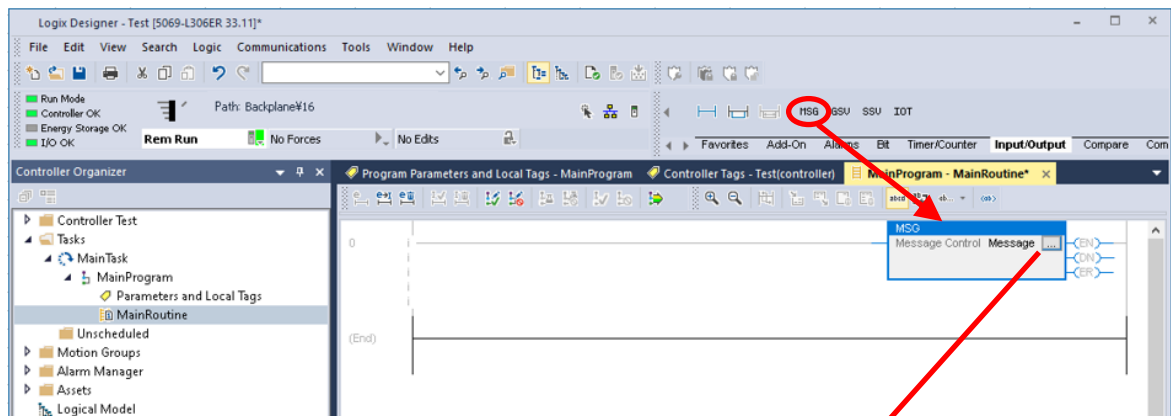 Logix Designer - Test [5069-L306ER 33.11]*
File Edit View Search Logic Communications Tools Window Help
Run Mode
Controller OK
Energy Storage OK
I/O OK
Path: Backplane¥16
Rem Run No Forces No Edits
MSG GSV SSV IOT
Favorites Add-On Alarms Bit Timer/Counter Input/Output Compare Com
Controller Organizer
Program Parameters and Local Tags - MainProgram Controller Tags - Test(controller) MainProgram - MainRoutine*
Controller Test
Tasks
MainTask
MainProgram
Parameters and Local Tags
MainRoutine
Unscheduled
Motion Groups
Alarm Manager
Assets
Logical Model
0
MSG
Message Control Message ...
EN
DN
ER
(End)